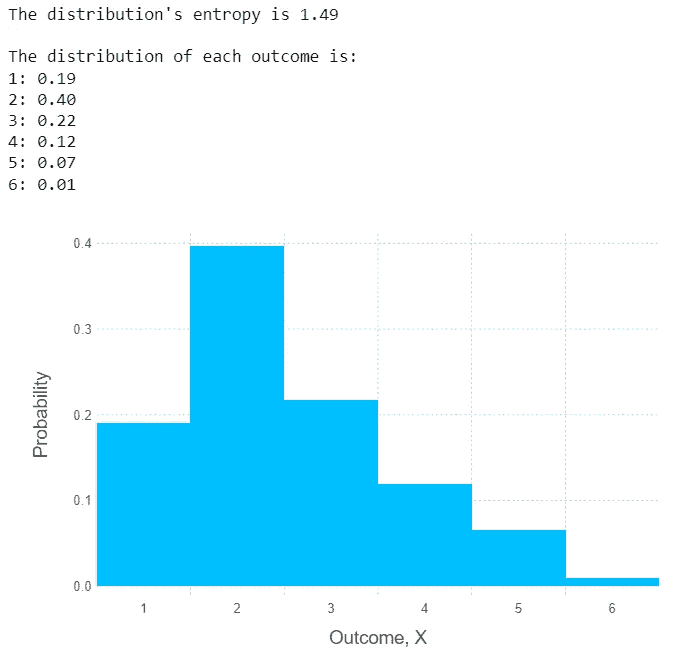 The distribution's entropy is 1.49
The distribution of each outcome is:
1: 0.19
2: 0.40
3: 0.22
4: 0.12
5: 0.07
6: 0.01
0.4
0.3
0.2
0.1
0.0
Probability
1 2 3 4 5 6
Outcome, X